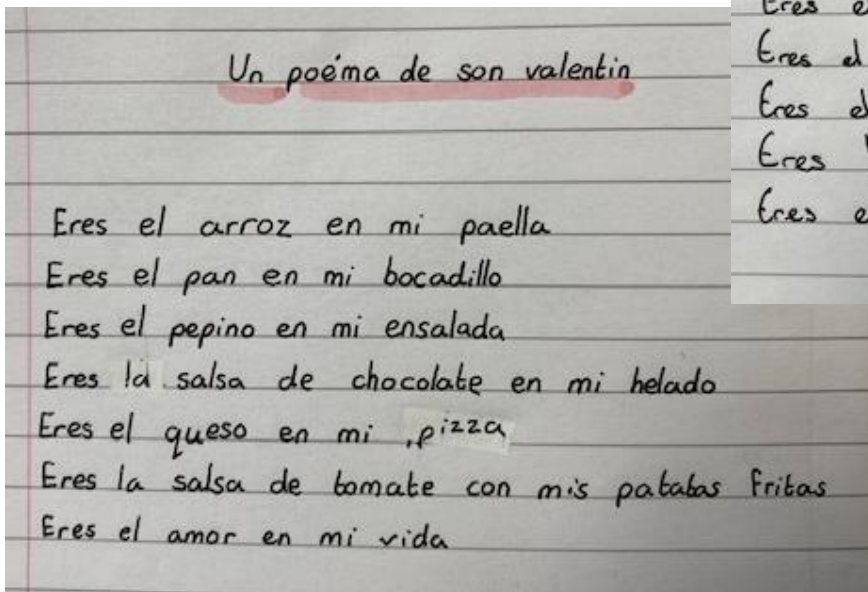 Un poéma de son valentin
Eres el arroz en mi paella
Eres el pan en mi bocadillo
Eres el pepino en mi ensalada
Eres la salsa de chocolate en mi helado
Eres el queso en mi pizza
Eres la salsa de tomate con mis patatas fritas
Eres el amor en mi vida
Eres
Eres el
Eres
Eres
Eres